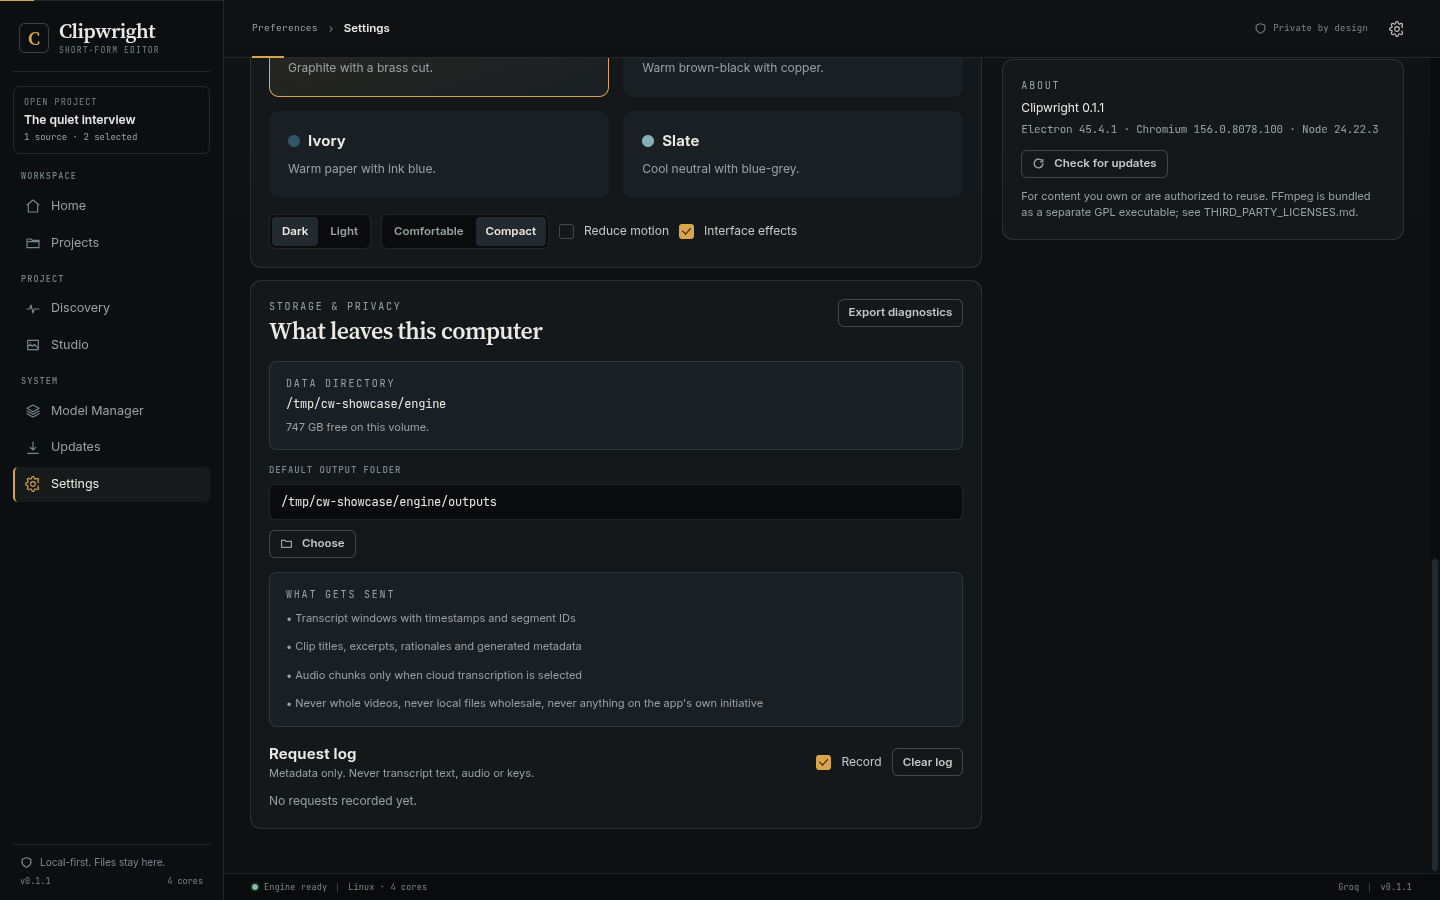 C
Clipwright
SHORT-FORM EDITOR
OPEN PROJECT
The quiet interview
1 source · 2 selected
WORKSPACE
Home
Projects
PROJECT
Discovery
Studio
SYSTEM
Model Manager
Updates
Settings
Local-first. Files stay here.
v0.1.1
4 cores
Preferences › Settings
Private by design
Graphite with a brass cut.
Warm brown-black with copper.
Ivory
Warm paper with ink blue.
Slate
Cool neutral with blue-grey.
Dark
Light
Comfortable
Compact
Reduce motion
Interface effects
STORAGE & PRIVACY
What leaves this computer
Export diagnostics
DATA DIRECTORY
/tmp/cw-showcase/engine
747 GB free on this volume.
DEFAULT OUTPUT FOLDER
/tmp/cw-showcase/engine/outputs
Choose
WHAT GETS SENT
• Transcript windows with timestamps and segment IDs
• Clip titles, excerpts, rationales and generated metadata
• Audio chunks only when cloud transcription is selected
• Never whole videos, never local files wholesale, never anything on the app's own initiative
Request log
Metadata only. Never transcript text, audio or keys.
Record
Clear log
No requests recorded yet.
ABOUT
Clipwright 0.1.1
Electron 45.4.1 · Chromium 156.0.8078.100 · Node 24.22.3
Check for updates
For content you own or are authorized to reuse. FFmpeg is bundled
as a separate GPL executable; see THIRD_PARTY_LICENSES.md.
Engine ready | Linux · 4 cores
Groq | v0.1.1